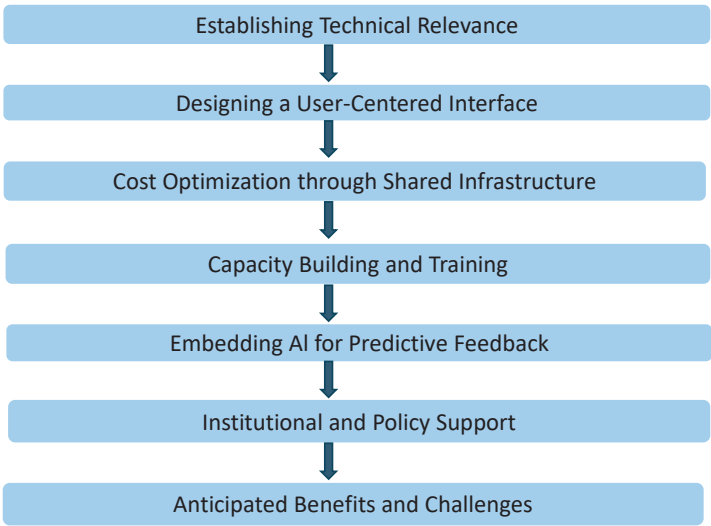 Establishing Technical Relevance
Designing a User-Centered Interface
Cost Optimization through Shared Infrastructure
Capacity Building and Training
Embedding Al for Predictive Feedback
Institutional and Policy Support
Anticipated Benefits and Challenges